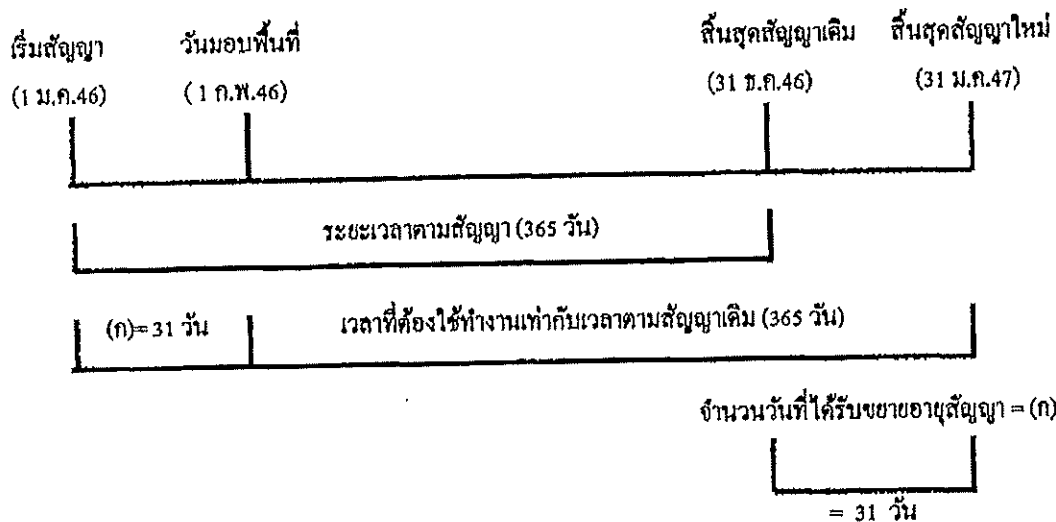 เริ่มสัญญา วันมอบพื้นที่ สิ้นสุดสัญญาเดิม สิ้นสุดสัญญาใหม่
(1 ม.ค.46) (1 ก.พ.46) (31 ธ.ค.46) (31 ม.ค.47)
ระยะเวลาตามสัญญา (365 วัน)
(ก)= 31 วัน เวลาที่ต้องใช้ทำงานเท่ากับเวลาตามสัญญาเดิม (365 วัน)
จำนวนวันที่ได้รับขยายอายุสัญญา = (ก)
= 31 วัน